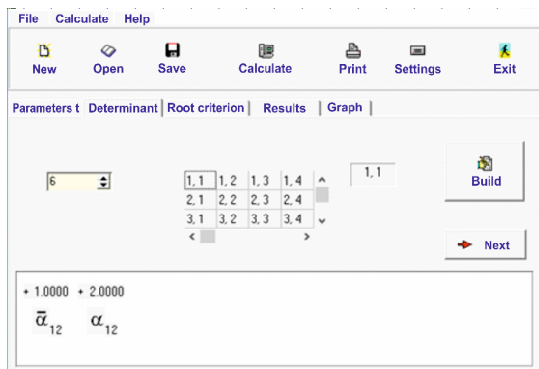 File Calculate Help
New Open Save Calculate Print Settings Exit
Parameters t Determinant Root criterion Results Graph
6
1, 1 1, 2 1, 3 1, 4
2, 1 2, 2 2, 3 2, 4
3, 1 3, 2 3, 3 3, 4
1, 1
Build
Next
+ 1.0000 + 2.0000
ᾱ₁₂ α₁₂